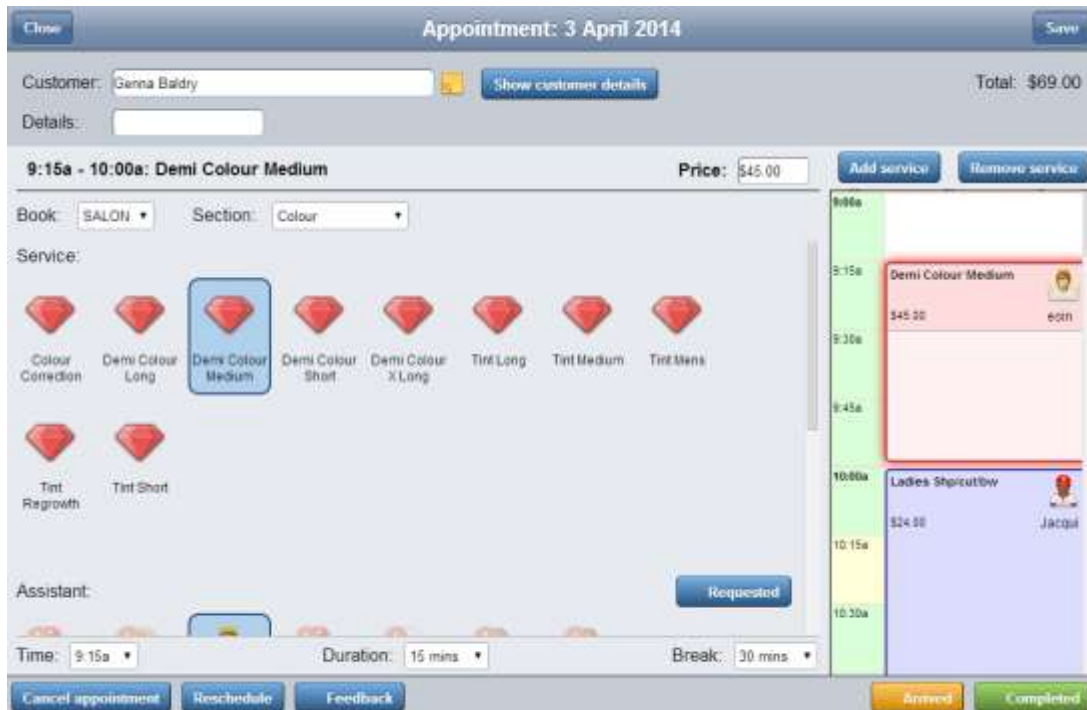 Close Appointment: 3 April 2014 Save
Customer: Genna Baldry Show customer details Total: $69.00
Details:
9:15a - 10:00a: Demi Colour Medium Price: $45.00 Add service Remove service
Book: SALON Section: Colour
Service:
Colour Correction
Demi Colour Long
Demi Colour Medium
Demi Colour Short
Demi Colour X Long
Tint Long
Tint Medium
Tint Mens
Tint Regrowth
Tint Short
Assistant: Requested
Time: 9:15a Duration: 15 mins Break: 30 mins
9:00a
9:15a
9:30a
9:45a
10:00a
10:15a
10:30a
Demi Colour Medium
$45.00
Ladies Shp/cut/bw
$24.00 Jacqui
Cancel appointment Reschedule Feedback Arrived Completed